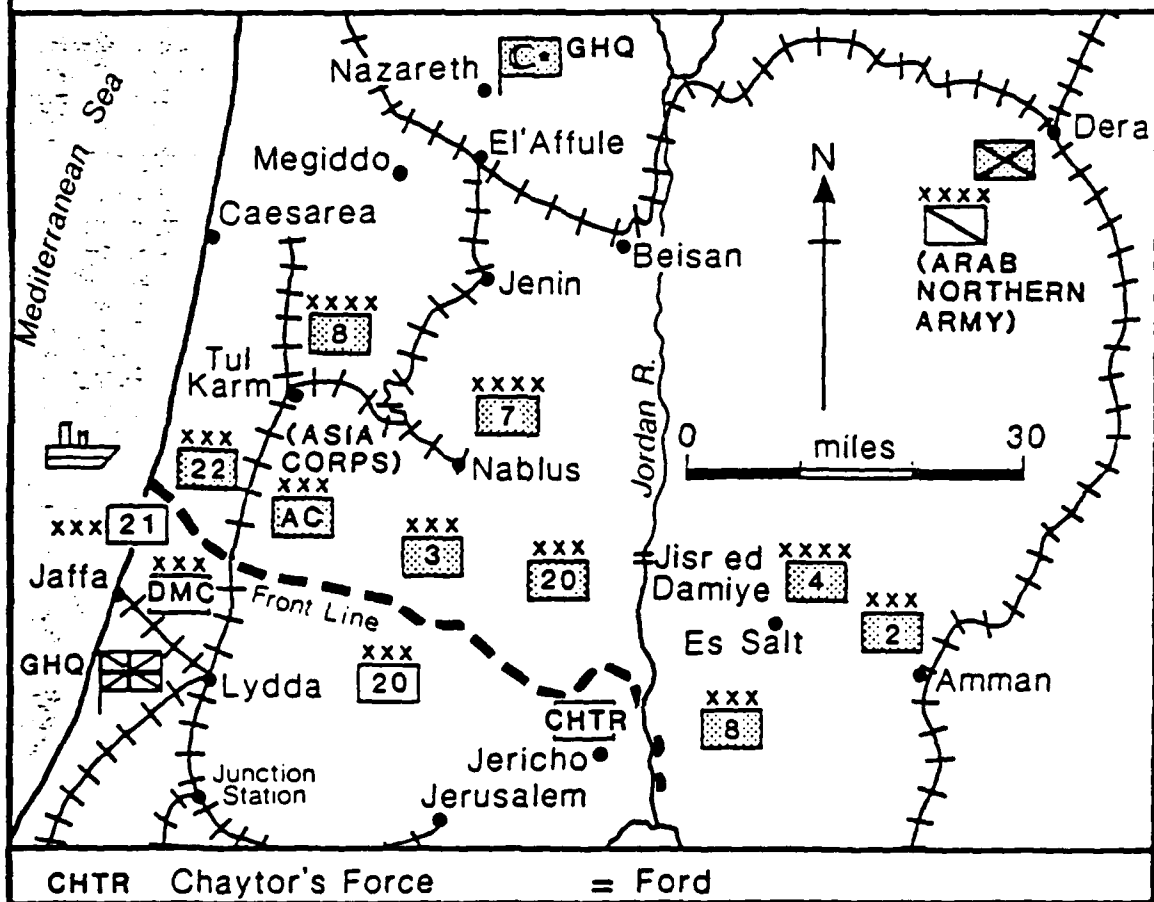 GHQ
Nazareth
Mediterranean Sea
El'Affule
Dera
Megiddo
N
Caesarea
XXXX
Beisan
(ARAB
NORTHERN
ARMY)
Jenin
XXXX
8
Tul
Karm
XXXX
7
Jordan R.
0 miles 30
(ASIA
CORPS)
Nablus
XXX
22
XXX
AC
XXX 21
XXX
3
XXX
20
Jisr ed
Damiye
XXXX
4
Jaffa
XXX
DMC
Front Line
XXX
2
Es Salt
GHQ
Lydda
XXX
20
Amman
CHTR
8
Jericho
Junction
Station
Jerusalem
CHTR Chaytor's Force = Ford